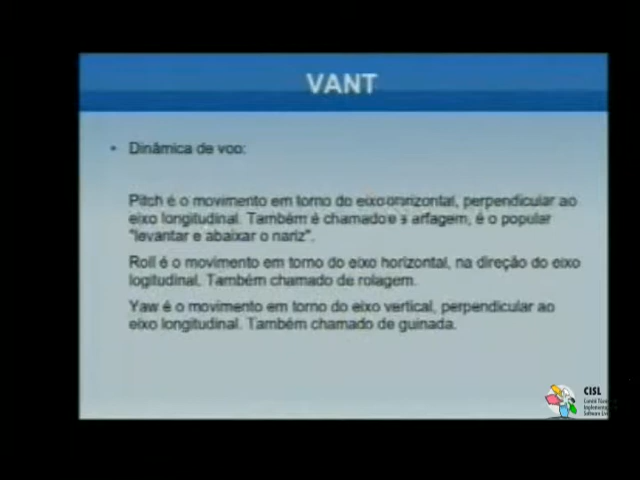 VANT
• Dinâmica de voo:
Pitch é o movimento em torno do eixo horizontal, perpendicular ao
eixo longitudinal. Também é chamado a arfagem, é o popular
"levantar e abaixar o nariz".
Roll é o movimento em torno do eixo horizontal, na direção do eixo
logitudinal. Também chamado de rolagem.
Yaw é o movimento em torno do eixo vertical, perpendicular ao
eixo longitudinal. Também chamado de guinada.
CISL